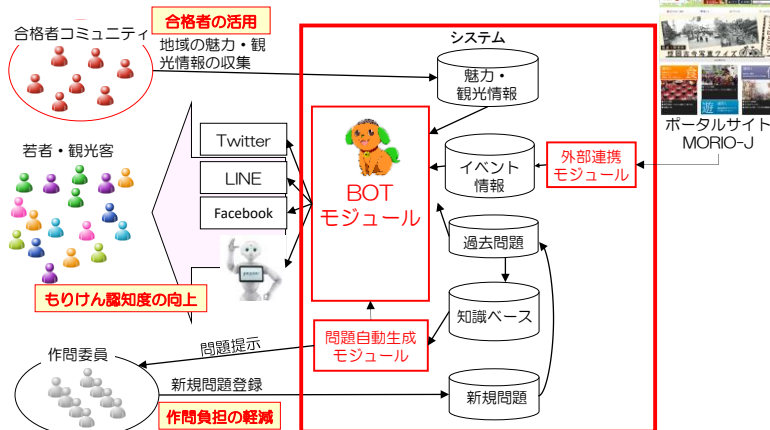 合格者の活用
合格者コミュニティ
地域の魅力・観
光情報の収集
システム
魅力・
観光情報
食
遊
ポータルサイト
MORIO-J
外部連携
モジュール
イベント
情報
BOT
モジュール
Twitter
LINE
Facebook
若者・観光客
もりけん認知度の向上
過去問題
知識ベース
問題自動生成
モジュール
問題提示
作問委員
新規問題登録
新規問題
作問負担の軽減